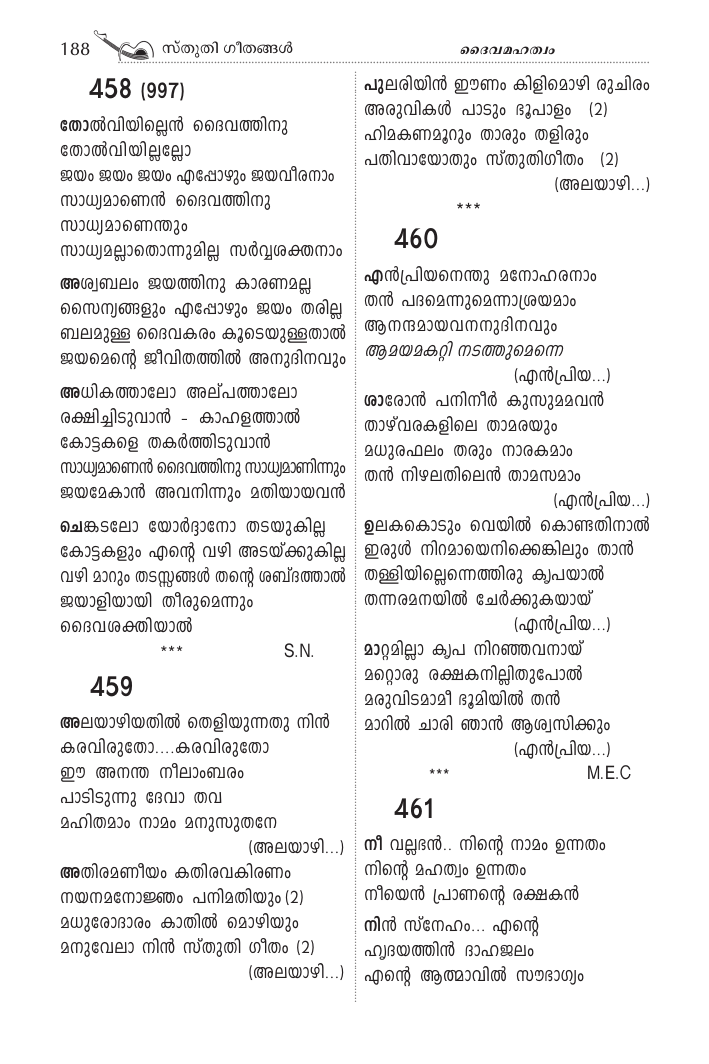 188 സ്തുതി ഗീതങ്ങൾ ദൈവമഹത്വം
458 (997)
തോൽവിയില്ലെൻ ദൈവത്തിനു
തോൽവിയില്ലല്ലോ
ജയം ജയം ജയം എപ്പോഴും ജയവീരനാം
സാധ്യമാണെൻ ദൈവത്തിനു
സാധ്യമാണെന്തും
സാധ്യമല്ലാതൊന്നുമില്ല സർവ്വശക്തനാം
അശ്വബലം ജയത്തിനു കാരണമല്ല
സൈന്യങ്ങളും എപ്പോഴും ജയം തരില്ല
ബലമുള്ള ദൈവകരം കൂടെയുള്ളതാൽ
ജയമെന്റെ ജീവിതത്തിൽ അനുദിനവും
അധികത്താലോ അല്പത്താലോ
രക്ഷിച്ചിടുവാൻ - കാഹളത്താൽ
കോട്ടകളെ തകർത്തിടുവാൻ
സാധ്യമാണെൻ ദൈവത്തിനു സാധ്യമാണിന്നും
ജയമേകാൻ അവനിന്നും മതിയായവൻ
ചെങ്കടലോ യോർദ്ദാനോ തടയുകില്ല
കോട്ടകളും എന്റെ വഴി അടയ്ക്കുകില്ല
വഴി മാറും തടസ്സങ്ങൾ തന്റെ ശബ്ദത്താൽ
ജയാളിയായി തീരുമെന്നും
ദൈവശക്തിയാൽ
*** S.N.
459
അലയാഴിയതിൽ തെളിയുന്നതു നിൻ
കരവിരുതോ....കരവിരുതോ
ഈ അനന്ത നീലാംബരം
പാടിടുന്നു ദേവാ തവ
മഹിതമാം നാമം മനുസുതനേ
(അലയാഴി...)
അതിരമണീയം കതിരവകിരണം
നയനമനോജ്ഞം പനിമതിയും (2)
മധുരോദാരം കാതിൽ മൊഴിയും
മനുവേലാ നിൻ സ്തുതി ഗീതം (2)
(അലയാഴി...)
പുലരിയിൻ ഈണം കിളിമൊഴി രുചിരം
അരുവികൾ പാടും ഭൂപാളം (2)
ഹിമകണമൂറും താരും തളിരും
പതിവായോതും സ്തുതിഗീതം (2)
(അലയാഴി...)
***
460
എൻപ്രിയനെന്തു മനോഹരനാം
തൻ പദമെന്നുമെന്നാശ്രയമാം
ആനന്ദമായവനനുദിനവും
ആമയമകറ്റി നടത്തുമെന്നെ
(എൻപ്രിയ...)
ശാരോൻ പനിനീർ കുസുമമവൻ
താഴ്‌വരകളിലെ താമരയും
മധുരഫലം തരും നാരകമാം
തൻ നിഴലതിലെൻ താമസമാം
(എൻപ്രിയ...)
ഉലകകൊടും വെയിൽ കൊണ്ടതിനാൽ
ഇരുൾ നിറമായെനിക്കെങ്കിലും താൻ
തള്ളിയില്ലെന്നെത്തിരു കൃപയാൽ
തന്നരമനയിൽ ചേർക്കുകയായ്
(എൻപ്രിയ...)
മാറ്റമില്ലാ കൃപ നിറഞ്ഞവനായ്
മറ്റൊരു രക്ഷകനില്ലിതുപോൽ
മരുവിടമാമീ ഭൂമിയിൽ തൻ
മാറിൽ ചാരി ഞാൻ ആശ്വസിക്കും
(എൻപ്രിയ...)
*** M.E.C
461
നീ വല്ലഭൻ.. നിന്റെ നാമം ഉന്നതം
നിന്റെ മഹത്വം ഉന്നതം
നീയെൻ പ്രാണന്റെ രക്ഷകൻ
നിൻ സ്നേഹം... എന്റെ
ഹൃദയത്തിൻ ദാഹജലം
എന്റെ ആത്മാവിൽ സൗഭാഗ്യം